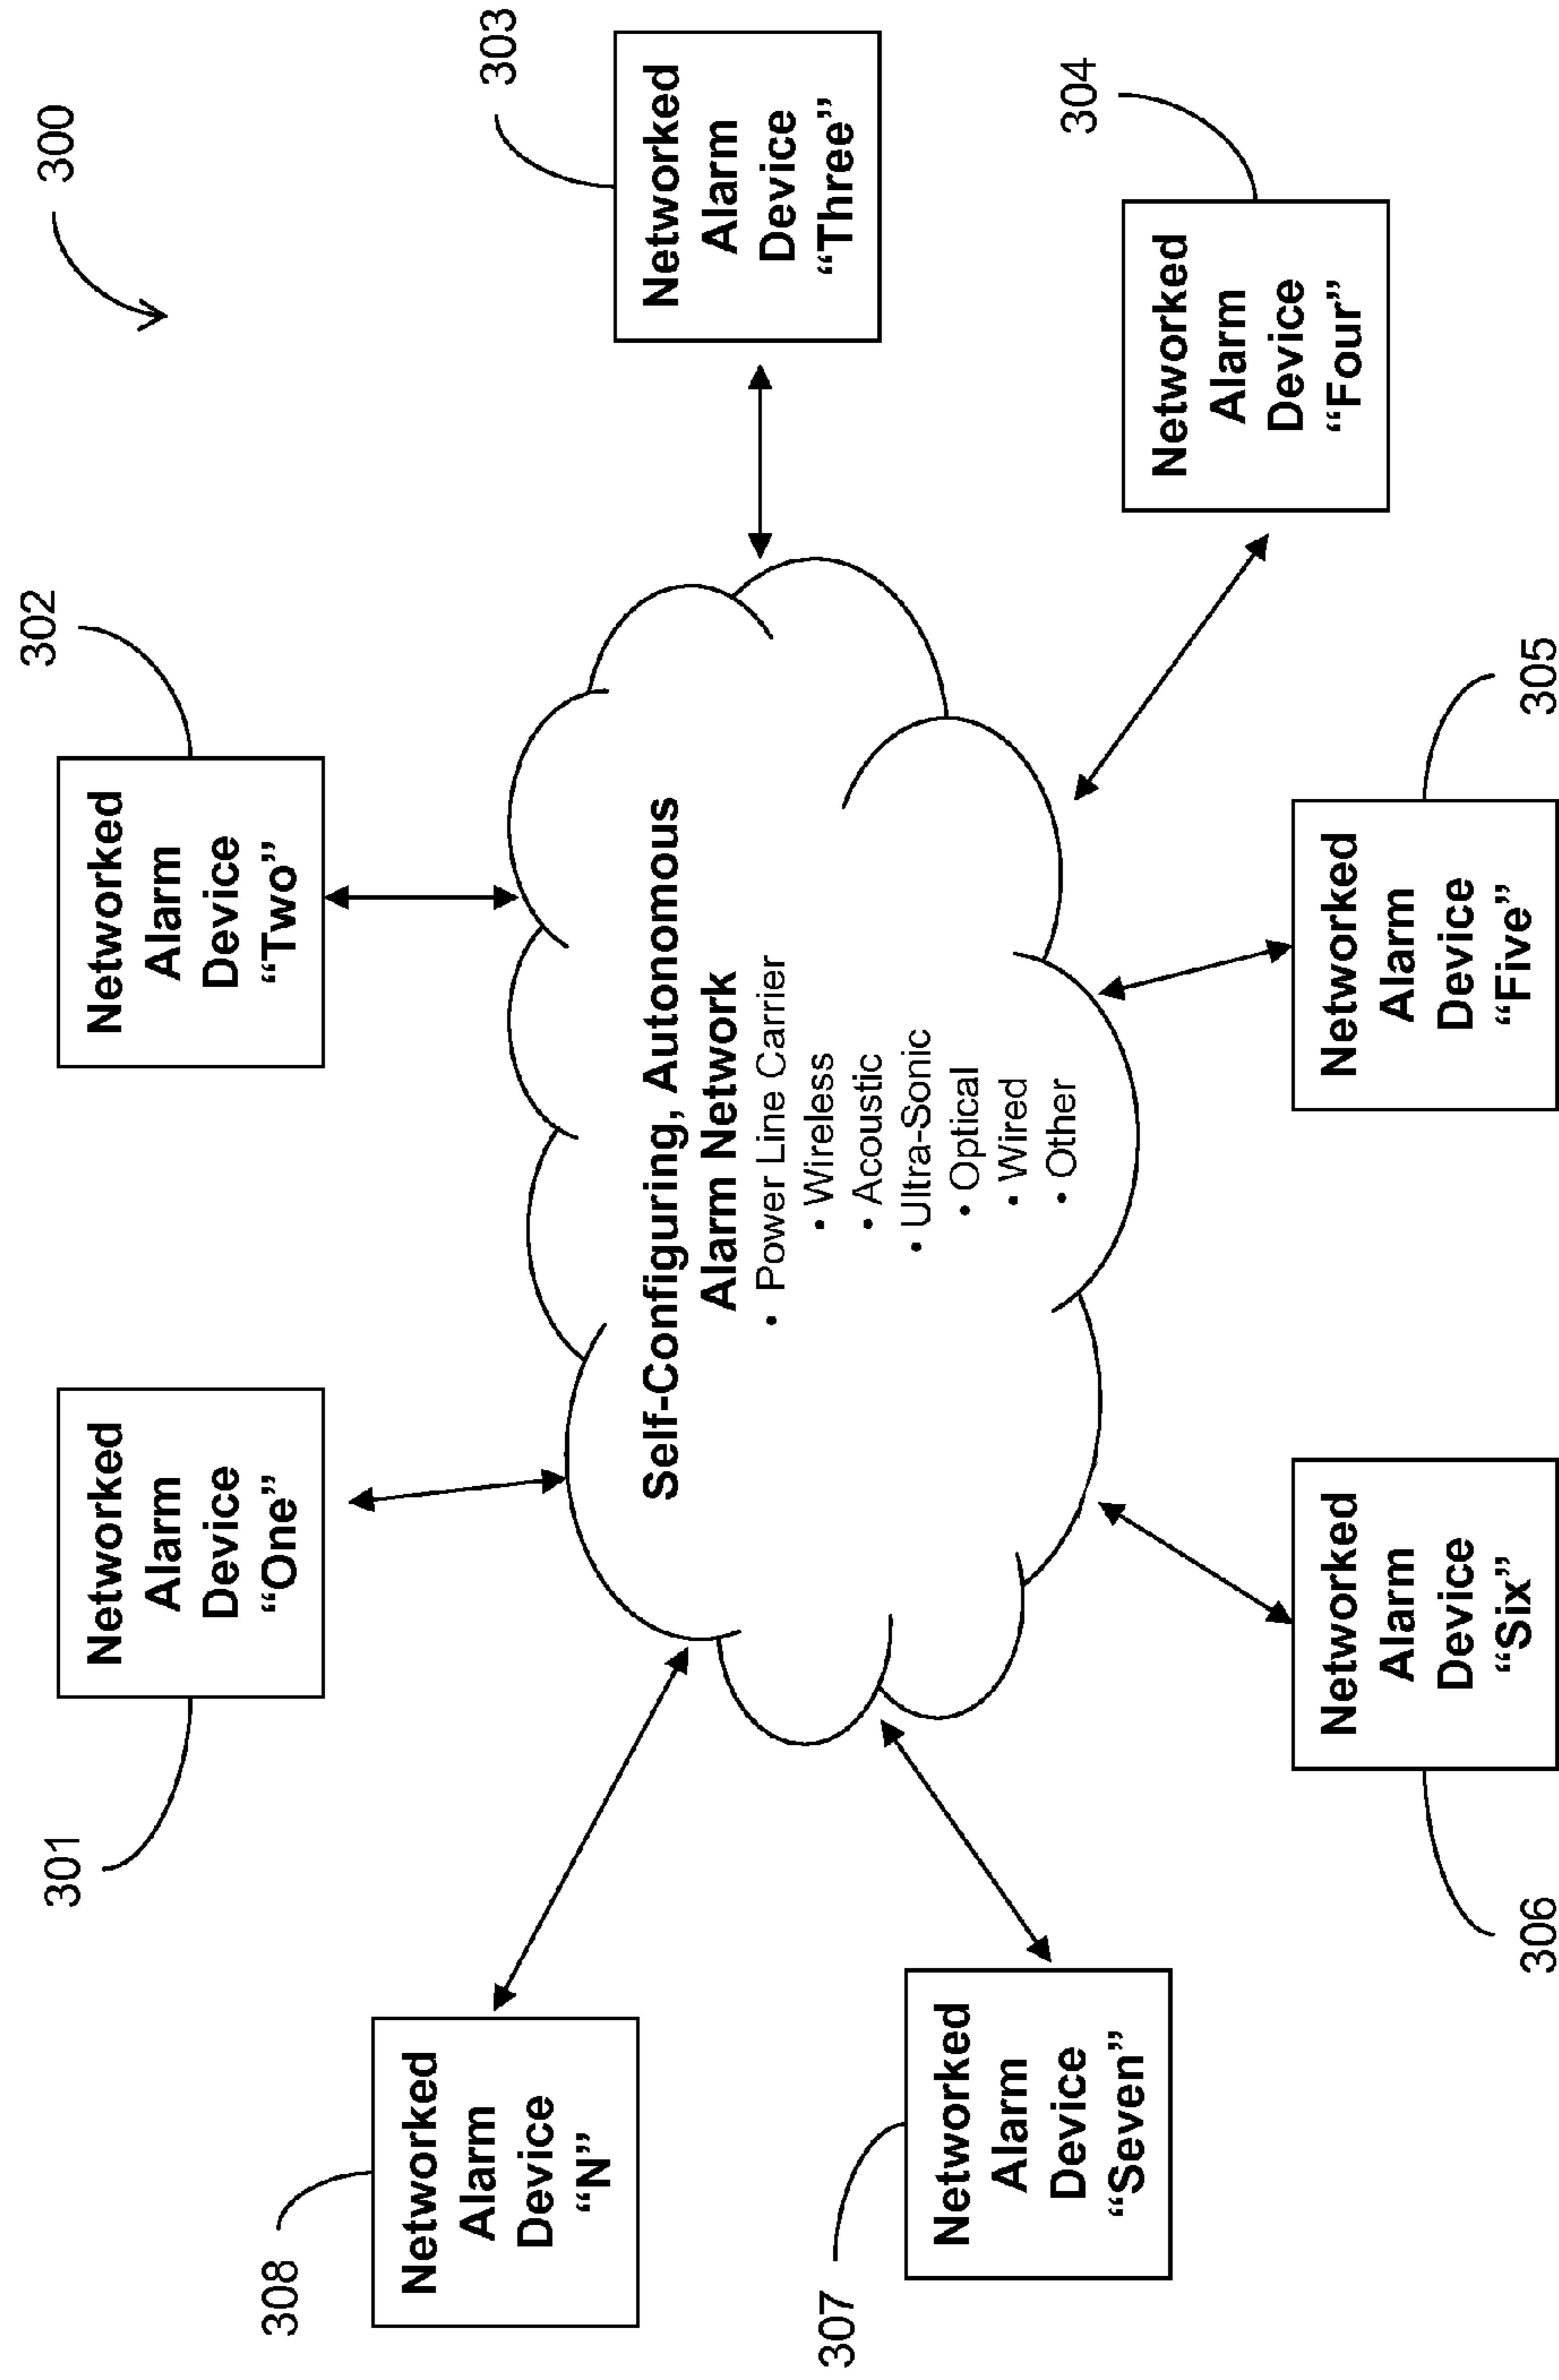 300
301
Networked
Alarm
Device
“One”
302
Networked
Alarm
Device
“Two”
303
Networked
Alarm
Device
“Three”
304
Networked
Alarm
Device
“Four”
305
Networked
Alarm
Device
“Five”
306
Networked
Alarm
Device
“Six”
307
Networked
Alarm
Device
“Seven”
308
Networked
Alarm
Device
“N”
Self-Configuring, Autonomous
Alarm Network
• Power Line Carrier
• Wireless
• Acoustic
• Ultra-Sonic
• Optical
• Wired
• Other